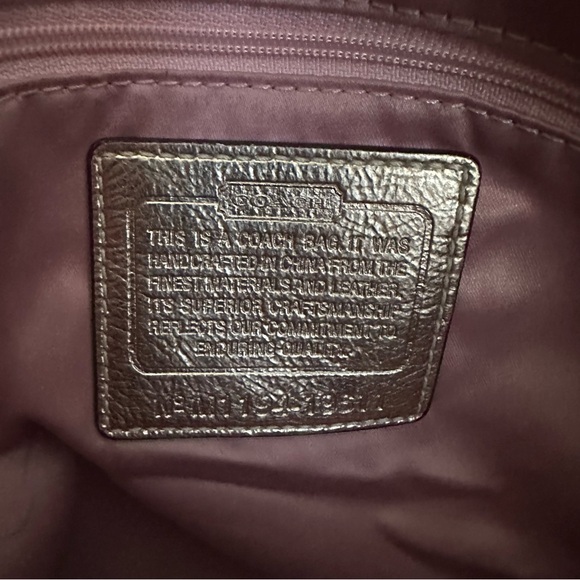 COACH
THIS IS A COACH BAG. IT WAS
HANDCRAFTED IN CHINA FROM THE
FINEST MATERIALS AND LEATHER.
ITS SUPERIOR CRAFTSMANSHIP
REFLECTS OUR COMMITMENT TO
ENDURING QUALITY.